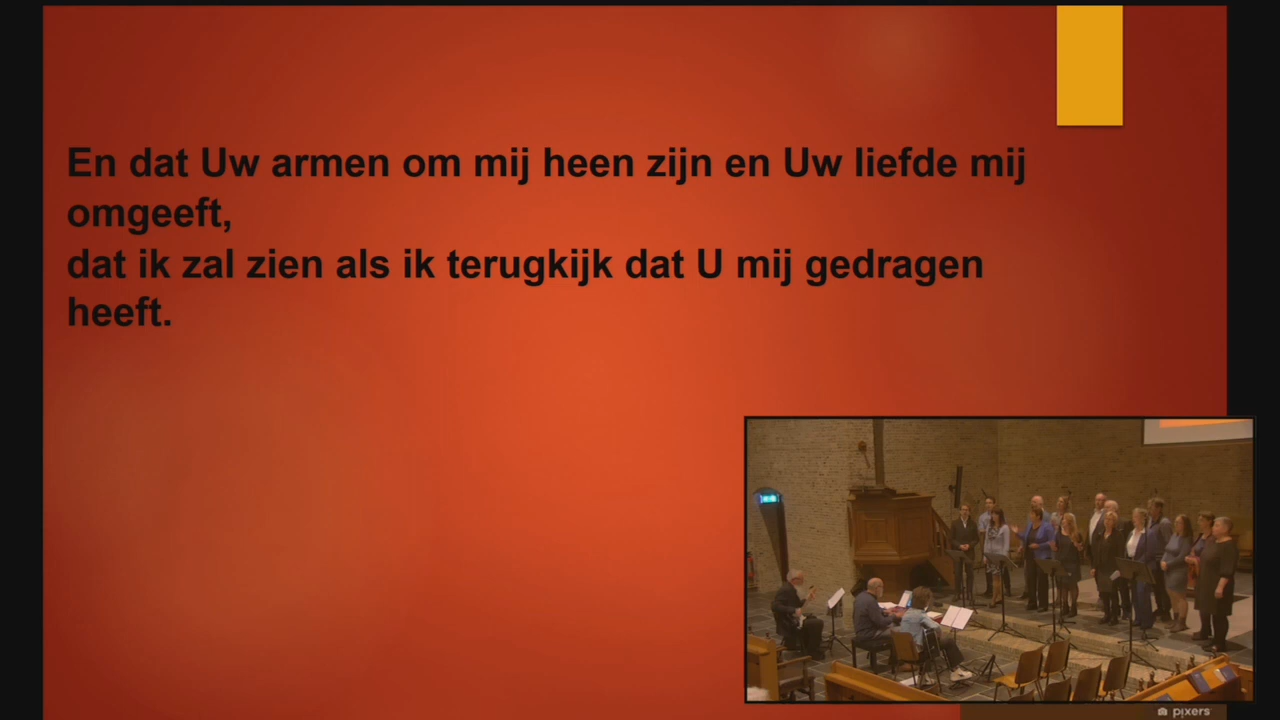 En dat Uw armen om mij heen zijn en Uw liefde mij
omgeeft,
dat ik zal zien als ik terugkijk dat U mij gedragen
heeft.
pixers